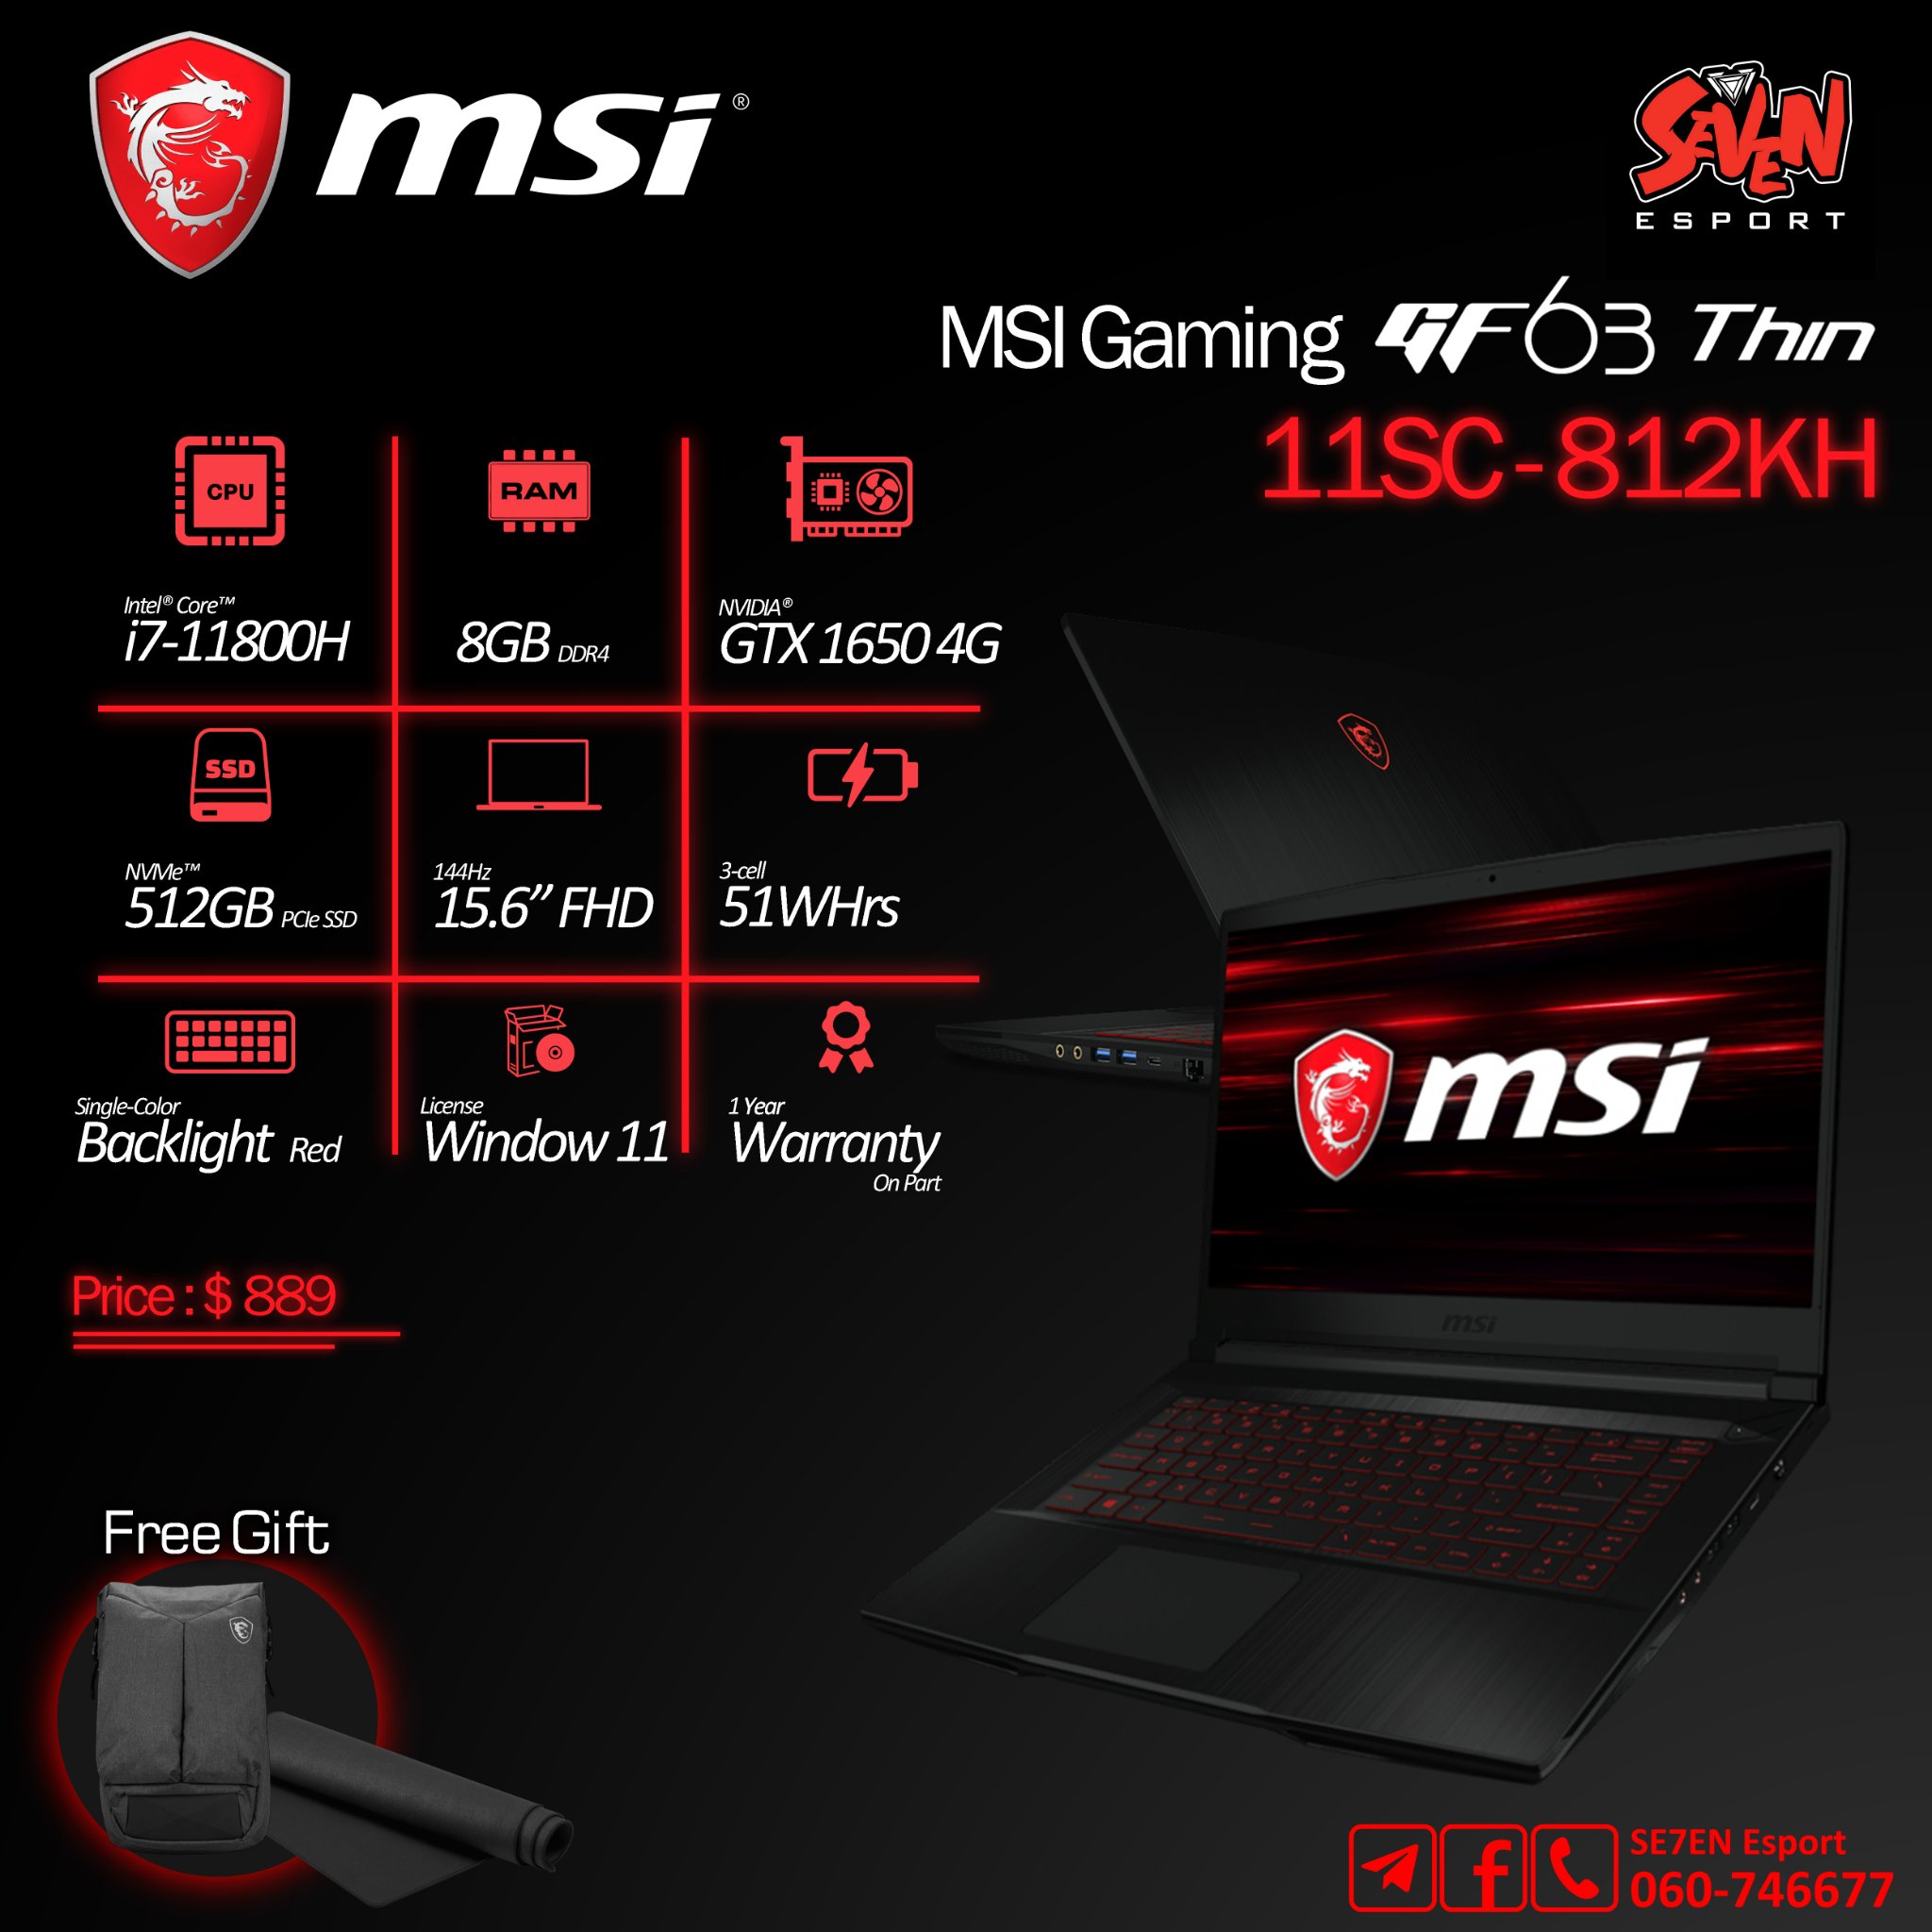 msi®
SEVEN
ESPORT
MSI Gaming GF63 Thin
11SC-812KH
CPU
RAM
Intel® Core™
i7-11800H
8GB DDR4
NVIDIA®
GTX 1650 4G
SSD
NVMe™
512GB PCIe SSD
144Hz
15.6” FHD
3-cell
51WHrs
Single-Color
Backlight Red
License
Window 11
1 Year
Warranty
On Part
msi
msi
Price : $ 889
Free Gift
SE7EN Esport
060-746677